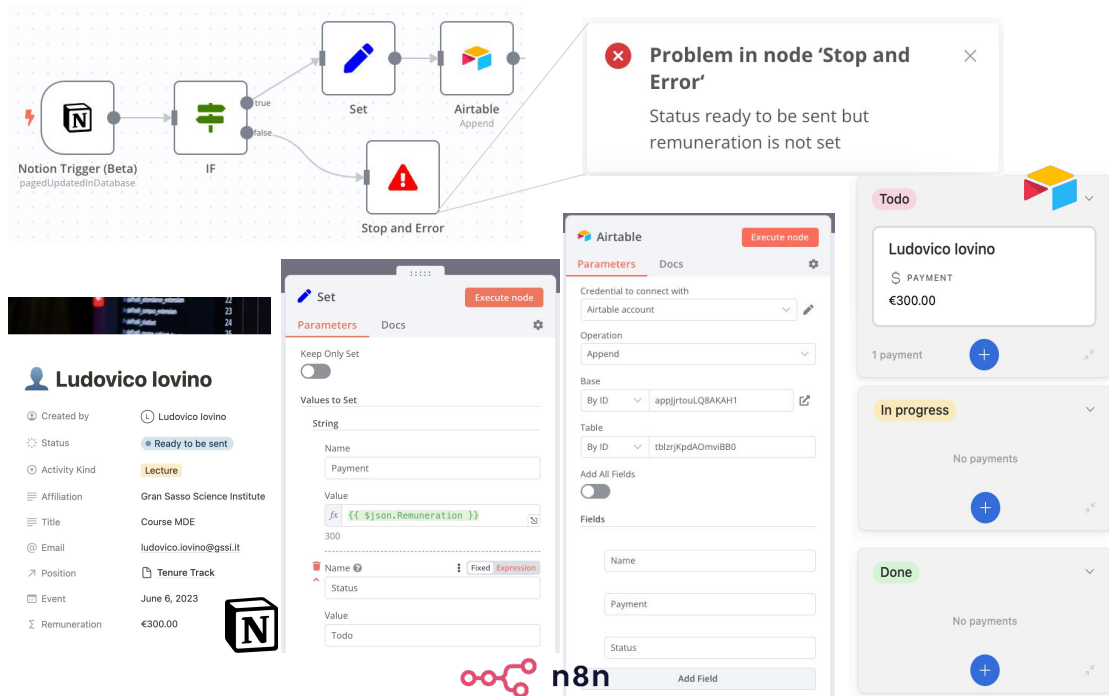 true
false
Set
Airtable
Append
Notion Trigger (Beta)
pagedUpdatedInDatabase
IF
Stop and Error
Problem in node ‘Stop and
Error‘
Status ready to be sent but
remuneration is not set
Ludovico Iovino
Created by
L Ludovico Iovino
Status
Ready to be sent
Activity Kind
Lecture
Affiliation
Gran Sasso Science Institute
Title
Course MDE
Email
ludovico.iovino@gssi.it
Position
Tenure Track
Event
June 6, 2023
Remuneration
€300.00
N
22
23
24
Set
Execute node
Parameters
Docs
Keep Only Set
Values to Set
String
Name
Payment
Value
fx {{ $json.Remuneration }}
300
Name
Fixed Expression
Status
Value
Todo
Airtable
Execute node
Parameters
Docs
Credential to connect with
Airtable account
Operation
Append
Base
By ID
appJjrtouLQ8AKAH1
Table
By ID
tblzrjKpdAOmviBB0
Add All Fields
Fields
Name
Payment
Status
Add Field
n8n
Todo
Ludovico Iovino
PAYMENT
€300.00
1 payment
In progress
No payments
Done
No payments